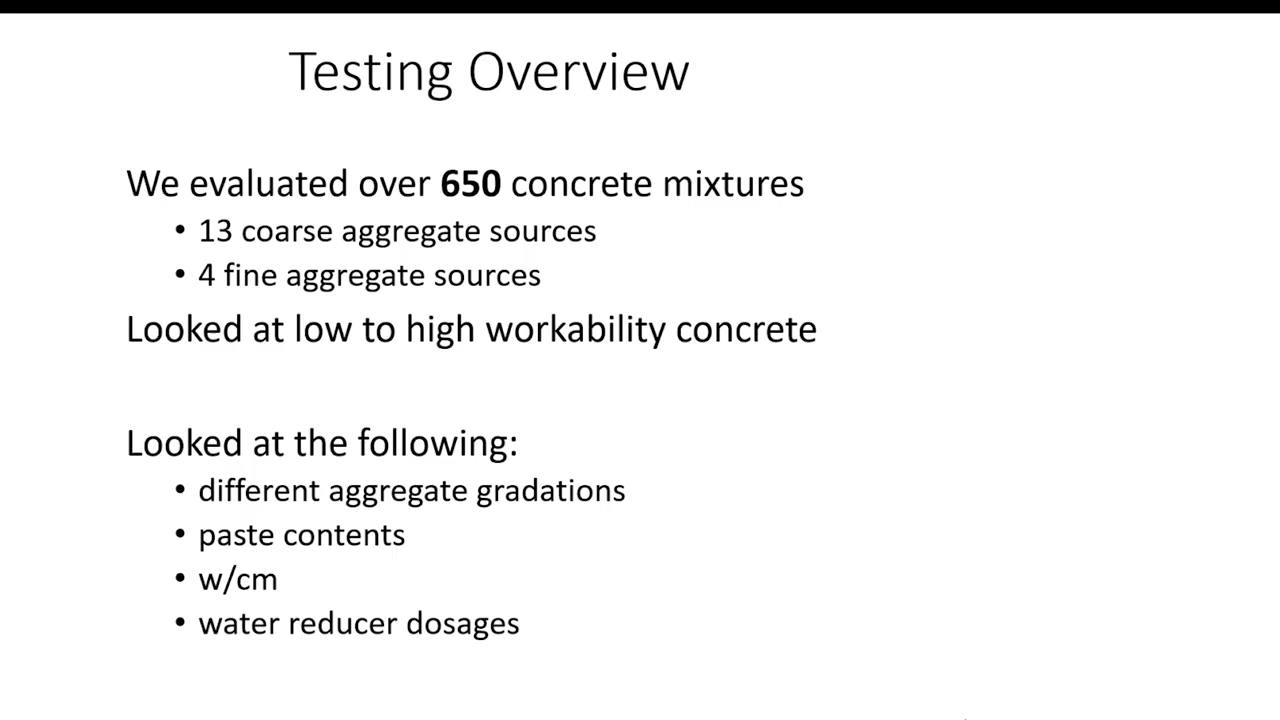 Testing Overview
We evaluated over 650 concrete mixtures
• 13 coarse aggregate sources
• 4 fine aggregate sources
Looked at low to high workability concrete
Looked at the following:
• different aggregate gradations
• paste contents
• w/cm
• water reducer dosages